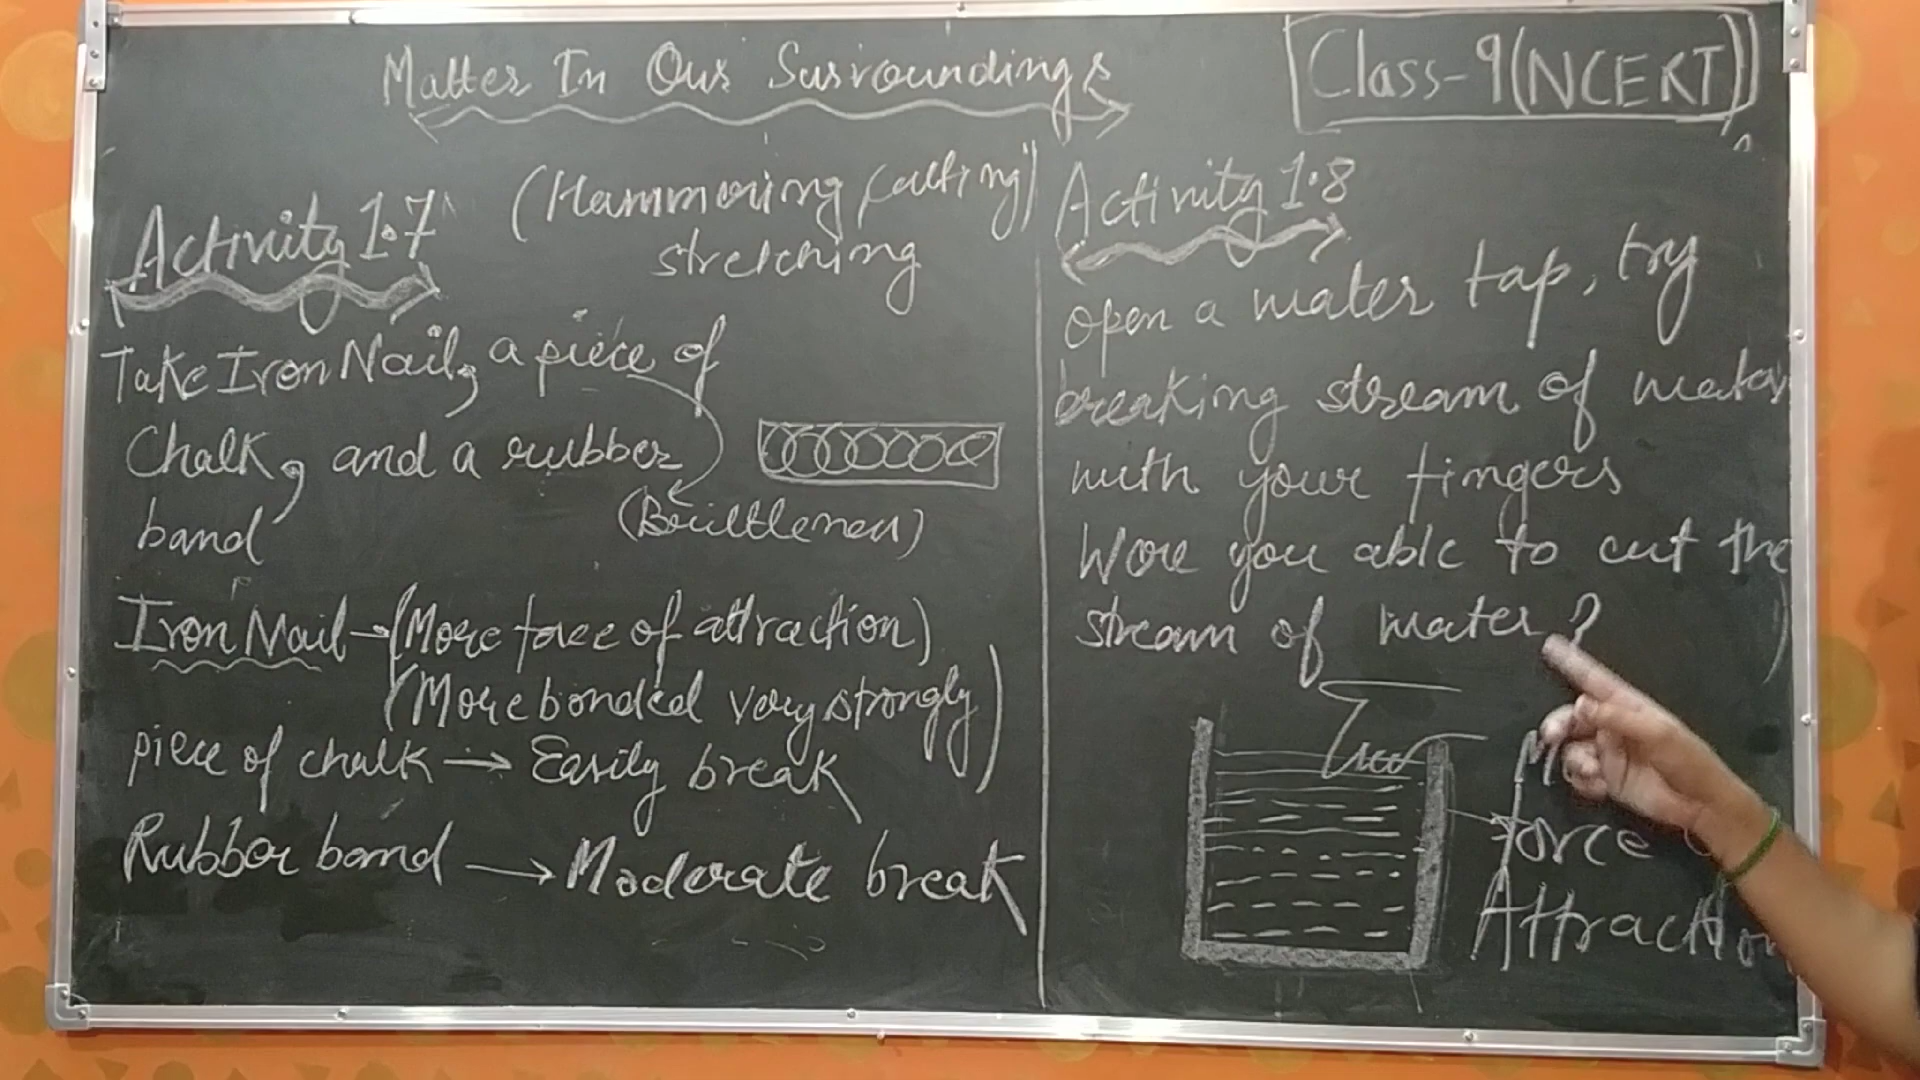 Matter In Our Surroundings
Class-9(NCERT)
Activity 1.7
(Hammering, cutting)
stretching
Take Iron Nail, a piece of
Chalk, and a rubber
band
(Brittleness)
Iron Nail → (More force of attraction)
(More bonded very strongly)
piece of chalk → Easily break
Rubber band → Moderate break
Activity 1.8
open a water tap, try
breaking stream of water
with your fingers
Were you able to cut the
stream of water?
force
Attraction